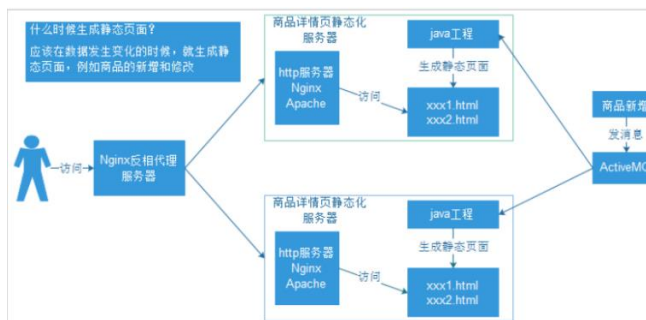 什么时候生成静态页面?
应该在数据发生变化的时候,就生成静
态页面,例如商品的新增和修改
商品详情页静态化
服务器
java工程
生成静态页面
http服务器
Nginx
Apache
访问
xxx1.html
xxx2.html
商品新增
发消息
ActiveMQ
访问
Nginx反相代理
服务器
商品详情页静态化
服务器
java工程
生成静态页面
http服务器
Nginx
Apache
访问
xxx1.html
xxx2.html